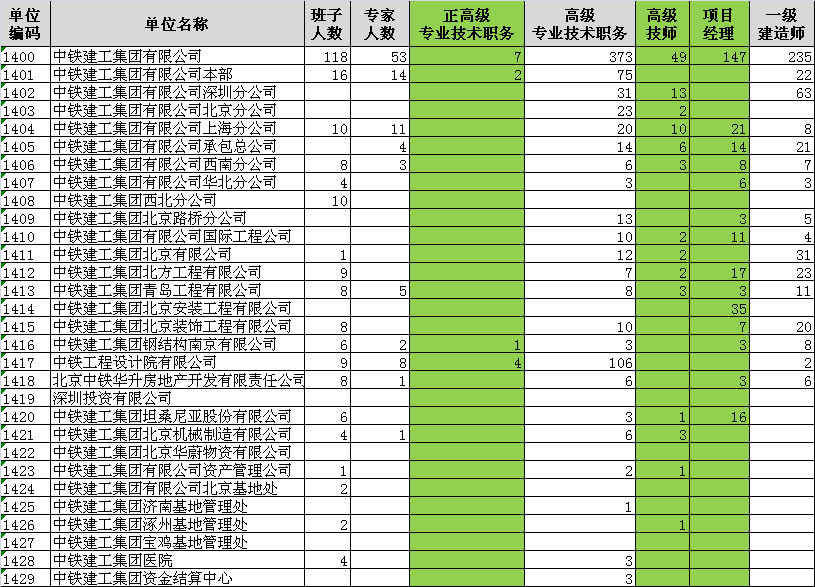 单位编码 单位名称 班子人数 专家人数 正高级专业技术职务 高级专业技术职务 高级技师 项目经理 一级建造师
1400 中铁建工集团有限公司 118 53 7 373 49 147 235
1401 中铁建工集团有限公司本部 16 14 2 75 22
1402 中铁建工集团有限公司深圳分公司 31 13 63
1403 中铁建工集团有限公司北京分公司 23 2
1404 中铁建工集团有限公司上海分公司 10 11 20 10 21 8
1405 中铁建工集团有限公司承包总公司 4 14 6 14 21
1406 中铁建工集团有限公司西南分公司 8 3 6 3 8 7
1407 中铁建工集团有限公司华北分公司 4 3 6 3
1408 中铁建工集团西北分公司 10
1409 中铁建工集团北京路桥分公司 13 3 5
1410 中铁建工集团有限公司国际工程公司 10 2 11 4
1411 中铁建工集团北京有限公司 1 12 2 31
1412 中铁建工集团北方工程有限公司 9 7 2 17 23
1413 中铁建工集团青岛工程有限公司 8 5 8 3 3 11
1414 中铁建工集团北京安装工程有限公司 35
1415 中铁建工集团北京装饰工程有限公司 8 10 7 20
1416 中铁建工集团钢结构南京有限公司 6 2 1 3 3 8
1417 中铁工程设计院有限公司 9 8 4 106 2
1418 北京中铁华升房地产开发有限责任公司 8 1 6 3 6
1419 深圳投资有限公司
1420 中铁建工集团坦桑尼亚股份有限公司 6 3 1 16
1421 中铁建工集团北京机械制造有限公司 4 1 6 3
1422 中铁建工集团北京华蔚物资有限公司
1423 中铁建工集团有限公司资产管理公司 1 2 1
1424 中铁建工集团有限公司北京基地处 2
1425 中铁建工集团济南基地管理处 1
1426 中铁建工集团涿州基地管理处 2 1
1427 中铁建工集团宝鸡基地管理处
1428 中铁建工集团医院 4 3
1429 中铁建工集团资金结算中心 3